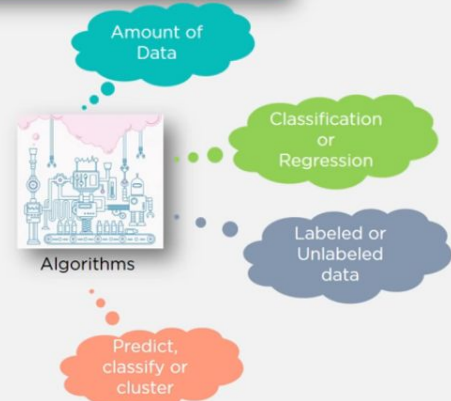 Amount of
Data
Classification
or
Regression
Labeled or
Unlabeled
data
Algorithms
Predict,
classify or
cluster